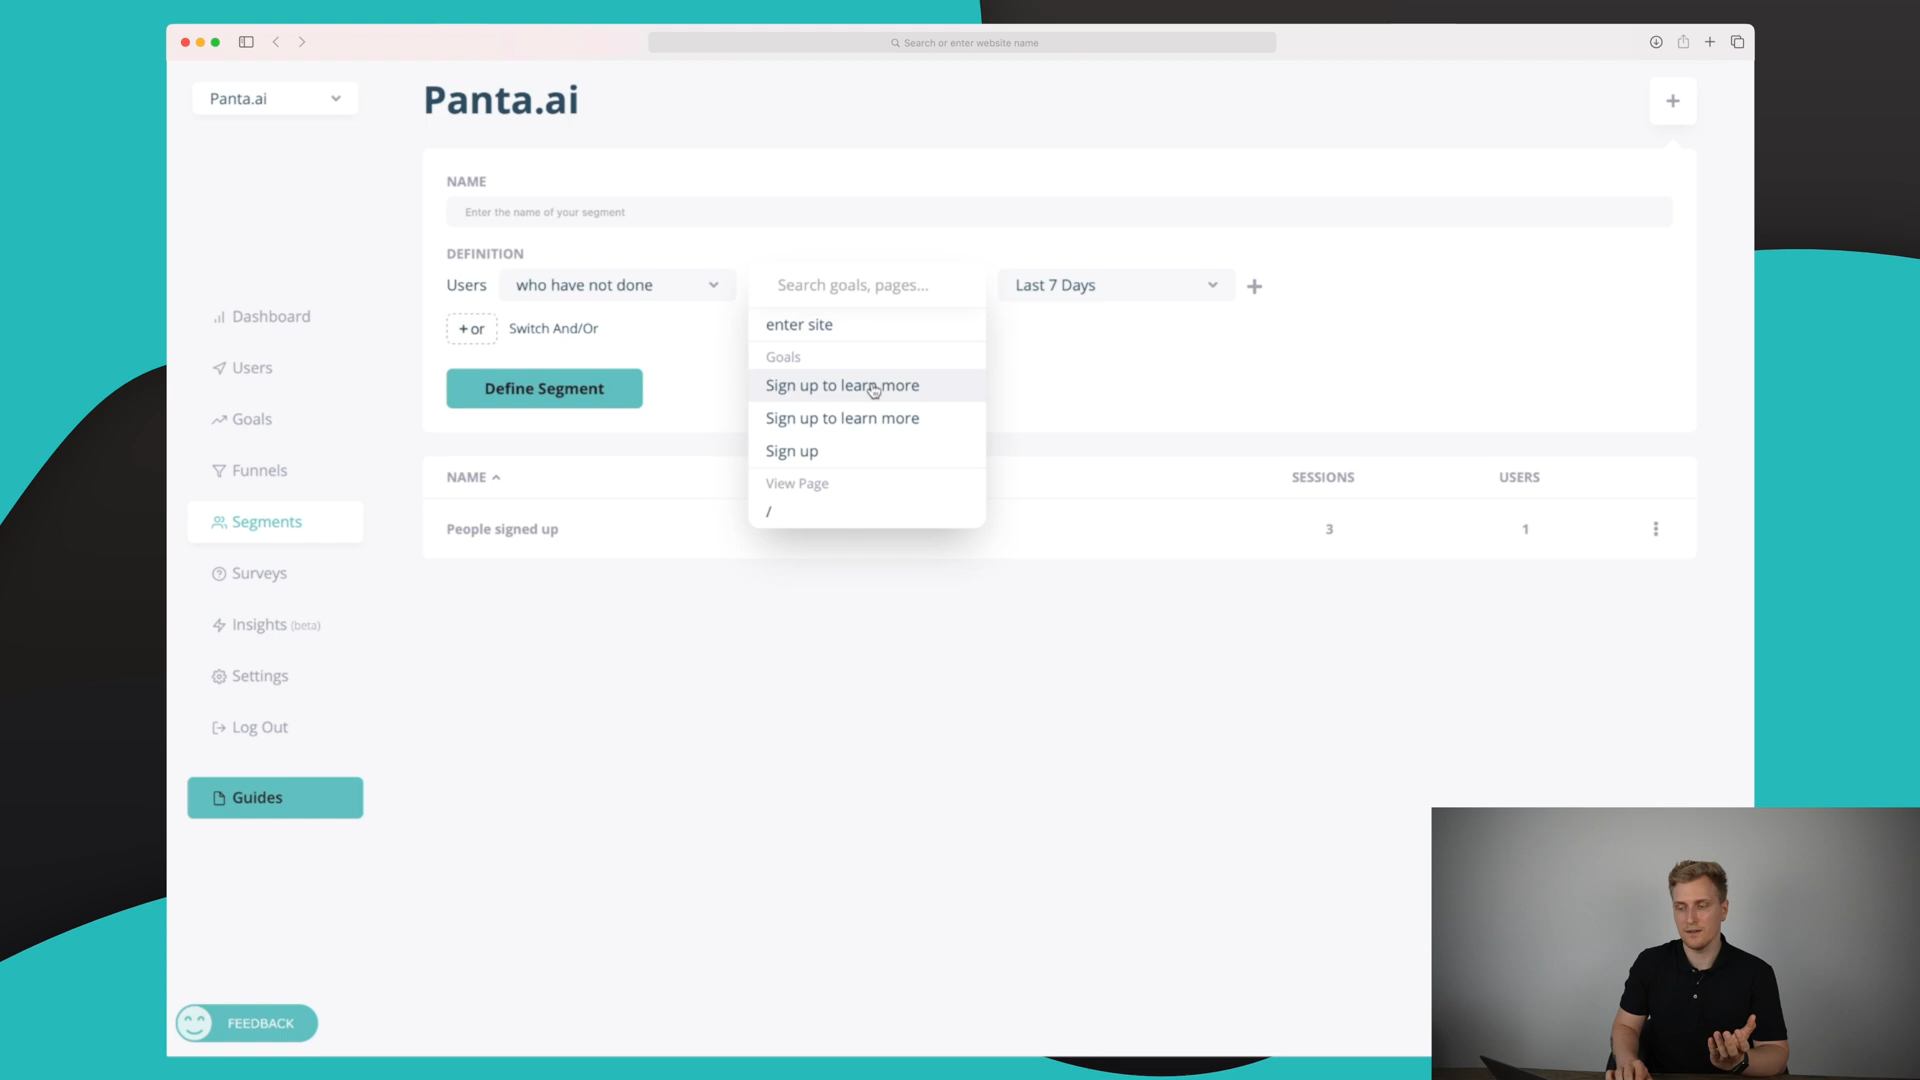 Search or enter website name
Panta.ai
Panta.ai
NAME
Enter the name of your segment
DEFINITION
Users who have not done Search goals, pages... Last 7 Days
+ or Switch And/Or
Define Segment
enter site
Goals
Sign up to learn more
Sign up to learn more
Sign up
View Page
/
NAME SESSIONS USERS
People signed up 3 1
Dashboard
Users
Goals
Funnels
Segments
Surveys
Insights (beta)
Settings
Log Out
Guides
FEEDBACK